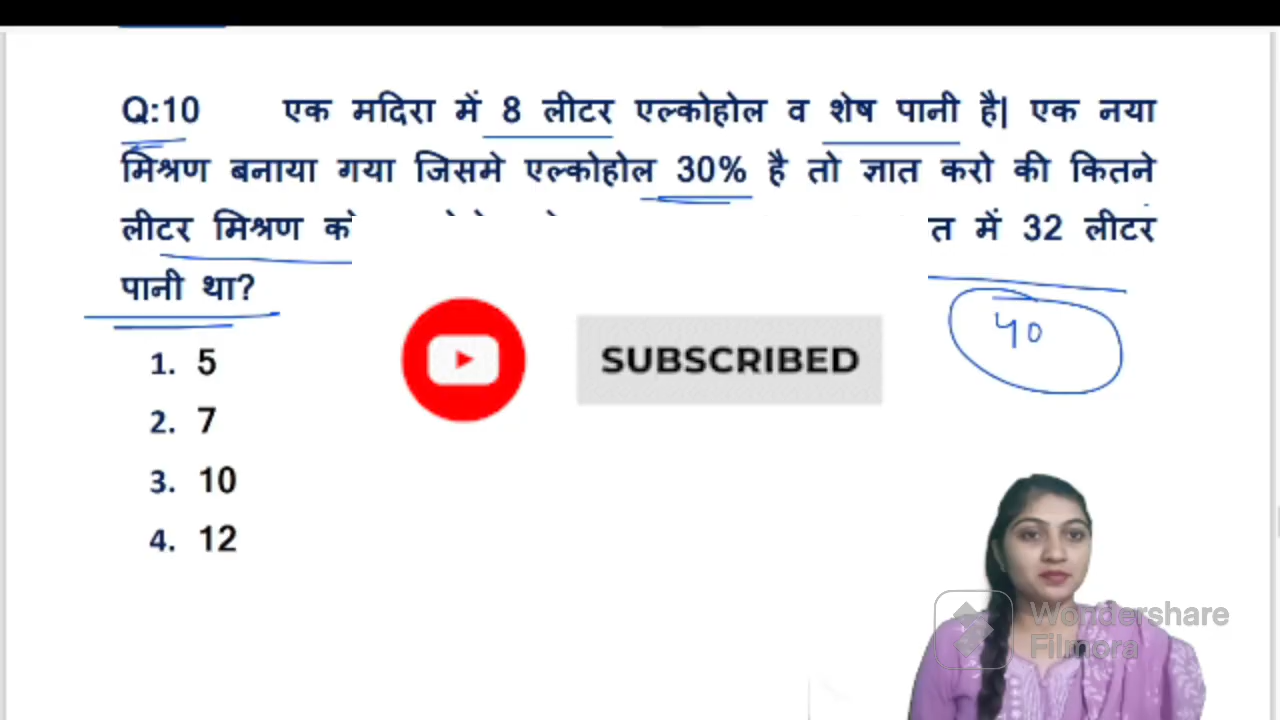 Q:10 एक मदिरा में 8 लीटर एल्कोहोल व शेष पानी है| एक नया
मिश्रण बनाया गया जिसमे एल्कोहोल 30% है तो ज्ञात करो की कितने
लीटर मिश्रण में 32 लीटर
पानी था?
40
1. 5
SUBSCRIBED
2. 7
3. 10
4. 12
Wondershare
Filmora